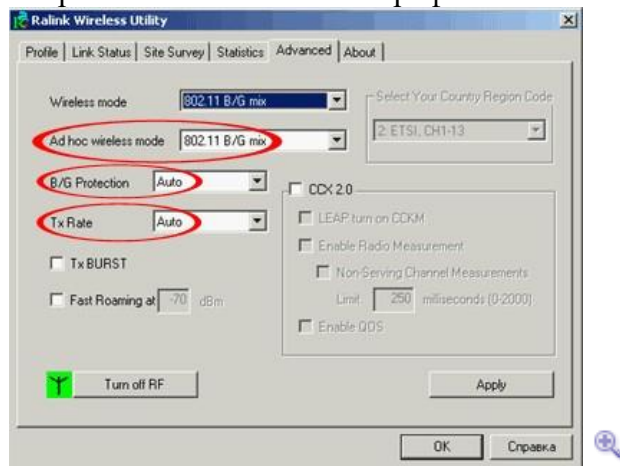 Ralink Wireless Utility
Profile Link Status Site Survey Statistics Advanced About
Wireless mode 802.11 B/G mix
Select Your Country Region Code
Ad hoc wireless mode 802.11 B/G mix
2: ETSI, CH1-13
B/G Protection Auto
CCX 2.0
Tx Rate Auto
LEAP turn on CCKM
Enable Radio Measurement
Tx BURST
Non-Serving Channel Measurements
Fast Roaming at -70 dBm
Limit 250 milliseconds (0-2000)
Enable QOS
Turn off RF
Apply
OK Справка